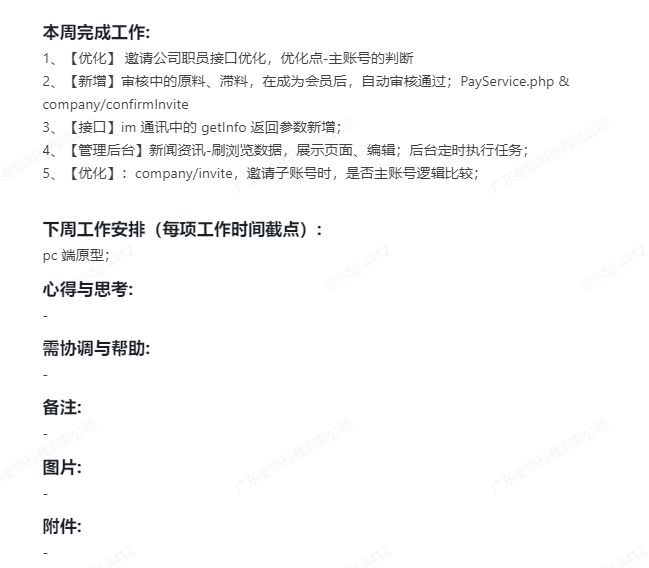 本周完成工作:
1、【优化】 邀请公司职员接口优化，优化点-主账号的判断
2、【新增】审核中的原料、滞料，在成为会员后，自动审核通过；PayService.php &
company/confirmInvite
3、【接口】im 通讯中的 getInfo 返回参数新增；
4、【管理后台】新闻资讯-刷浏览数据，展示页面、编辑；后台定时执行任务；
5、【优化】：company/invite，邀请子账号时，是否主账号逻辑比较；
下周工作安排（每项工作时间截点）:
pc 端原型；
心得与思考:
-
需协调与帮助:
-
备注:
-
图片:
-
附件:
-